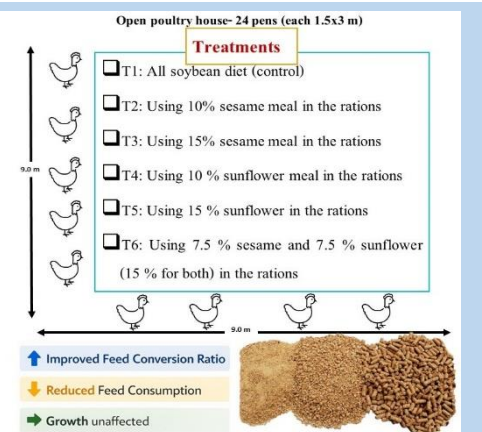 Open poultry house- 24 pens (each 1.5x3 m)
Treatments
T1: All soybean diet (control)
T2: Using 10% sesame meal in the rations
T3: Using 15% sesame meal in the rations
T4: Using 10 % sunflower meal in the rations
T5: Using 15 % sunflower in the rations
T6: Using 7.5 % sesame and 7.5 % sunflower
(15 % for both) in the rations
9.0 m
9.0 m
Improved Feed Conversion Ratio
Reduced Feed Consumption
Growth unaffected